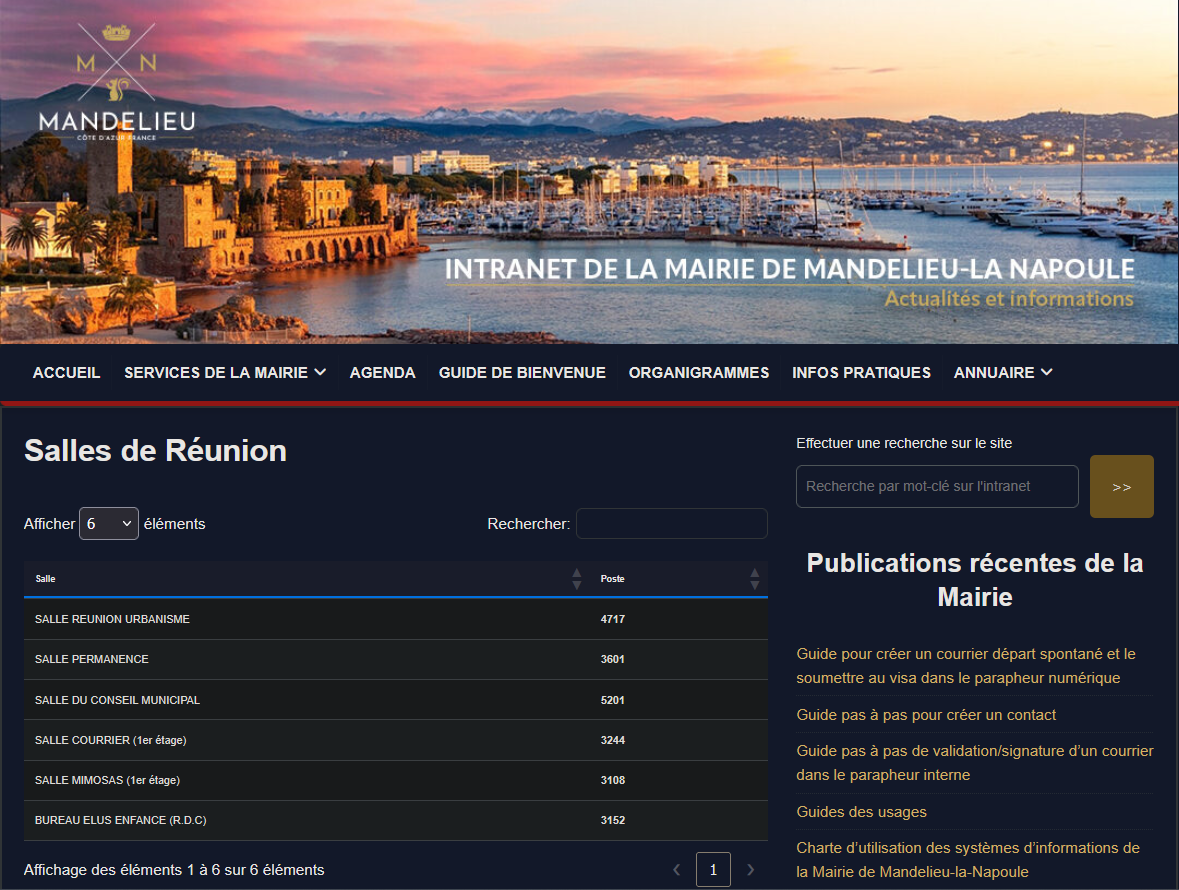 M N
MANDELIEU
CÔTE D'AZUR FRANCE
INTRANET DE LA MAIRIE DE MANDELIEU-LA NAPOULE
Actualités et informations
ACCUEIL SERVICES DE LA MAIRIE AGENDA GUIDE DE BIENVENUE ORGANIGRAMMES INFOS PRATIQUES ANNUAIRE
Salles de Réunion
Afficher 6 éléments Rechercher:
Salle Poste
SALLE REUNION URBANISME 4717
SALLE PERMANENCE 3601
SALLE DU CONSEIL MUNICIPAL 5201
SALLE COURRIER (1er étage) 3244
SALLE MIMOSAS (1er étage) 3108
BUREAU ELUS ENFANCE (R.D.C) 3152
Affichage des éléments 1 à 6 sur 6 éléments ‹ 1 ›
Effectuer une recherche sur le site
Recherche par mot-clé sur l'intranet >>
Publications récentes de la
Mairie
Guide pour créer un courrier départ spontané et le
soumettre au visa dans le parapheur numérique
Guide pas à pas pour créer un contact
Guide pas à pas de validation/signature d’un courrier
dans le parapheur interne
Guides des usages
Charte d’utilisation des systèmes d’informations de
la Mairie de Mandelieu-la-Napoule